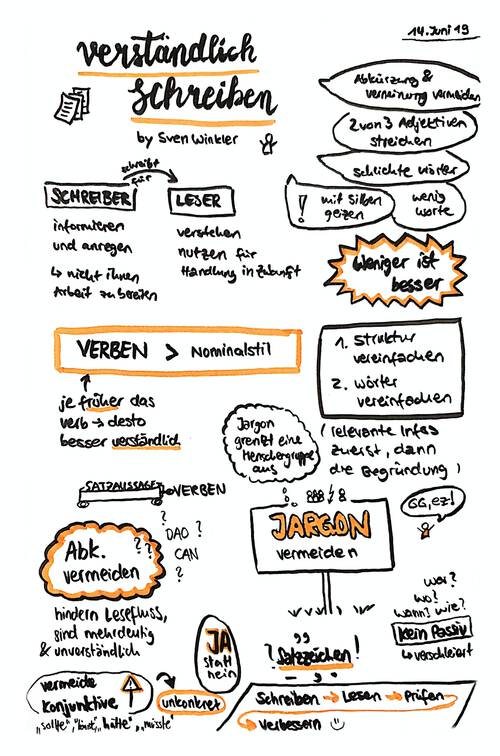 14. Juni 19
verständlich
Schreiben
by Sven Winkler
Abkürzung &
verneinung vermeiden
2 von 3 Adjektiven
streichen
schlichte wörter
! mit Silben
geizen
wenig
worte
Weniger ist
besser
schreibt
für
SCHREIBER
informieren
und anregen
↳ nicht ihnen
Arbeit zu bereiten
LESER
verstehen
nutzen für
Handlung in Zukunft
VERBEN > Nominalstil
je früher das
verb → desto
besser verständlich
1. Struktur
vereinfachen
2. wörter
vereinfachen
(relevante Infos
zuerst, dann
die Begründung)
Jargon
grenzt eine
Menschengruppe
aus
SATZAUSSAGE
VERBEN
JARGON
vermeiden
GG, ez!
Abk. ??
vermeiden
?
DAO ?
CAN
?
hindern Lesefluss,
sind mehrdeutig
& unverständlich
JA
statt
nein
wer?
wo?
wann? wie?
Kein Passiv
↳ verschleiert
? Satzzeichen!
vermeide
Konjunktive
"sollte", "könnte", "müsste"
unkonkret
Schreiben → Lesen → Prüfen
→ Verbessern ☺